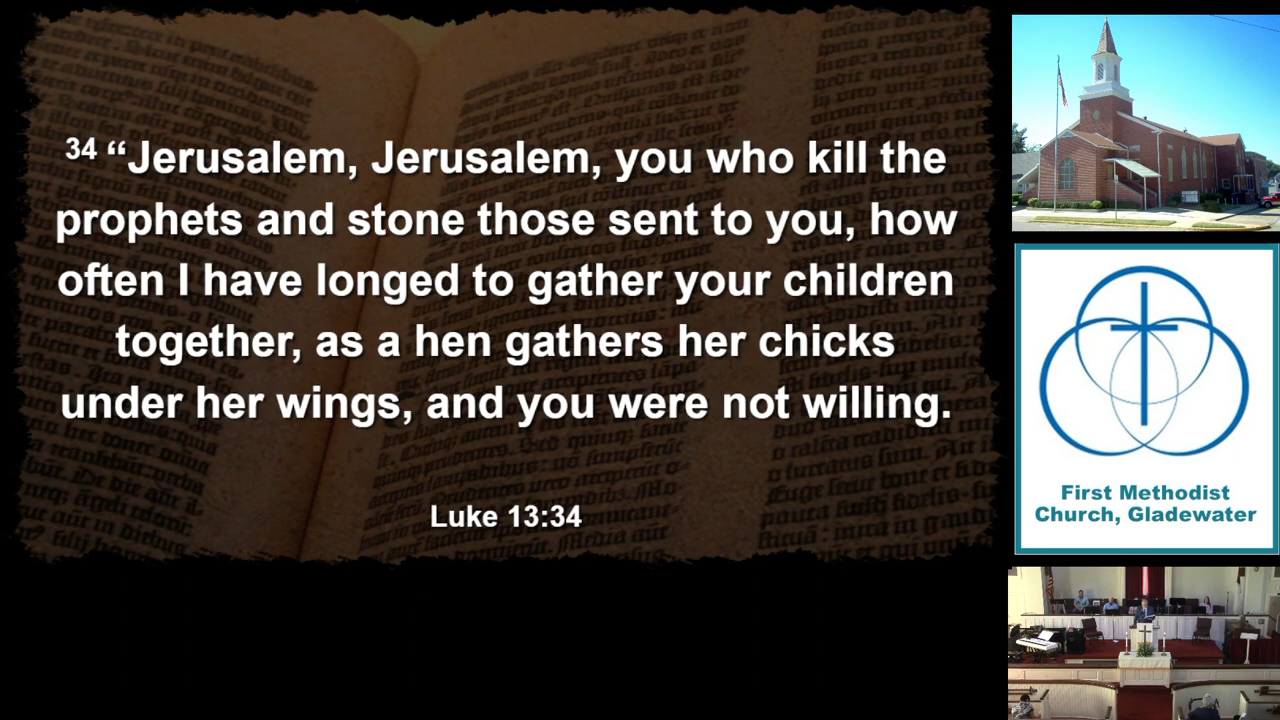 34 “Jerusalem, Jerusalem, you who kill the
prophets and stone those sent to you, how
often I have longed to gather your children
together, as a hen gathers her chicks
under her wings, and you were not willing.
Luke 13:34
First Methodist
Church, Gladewater